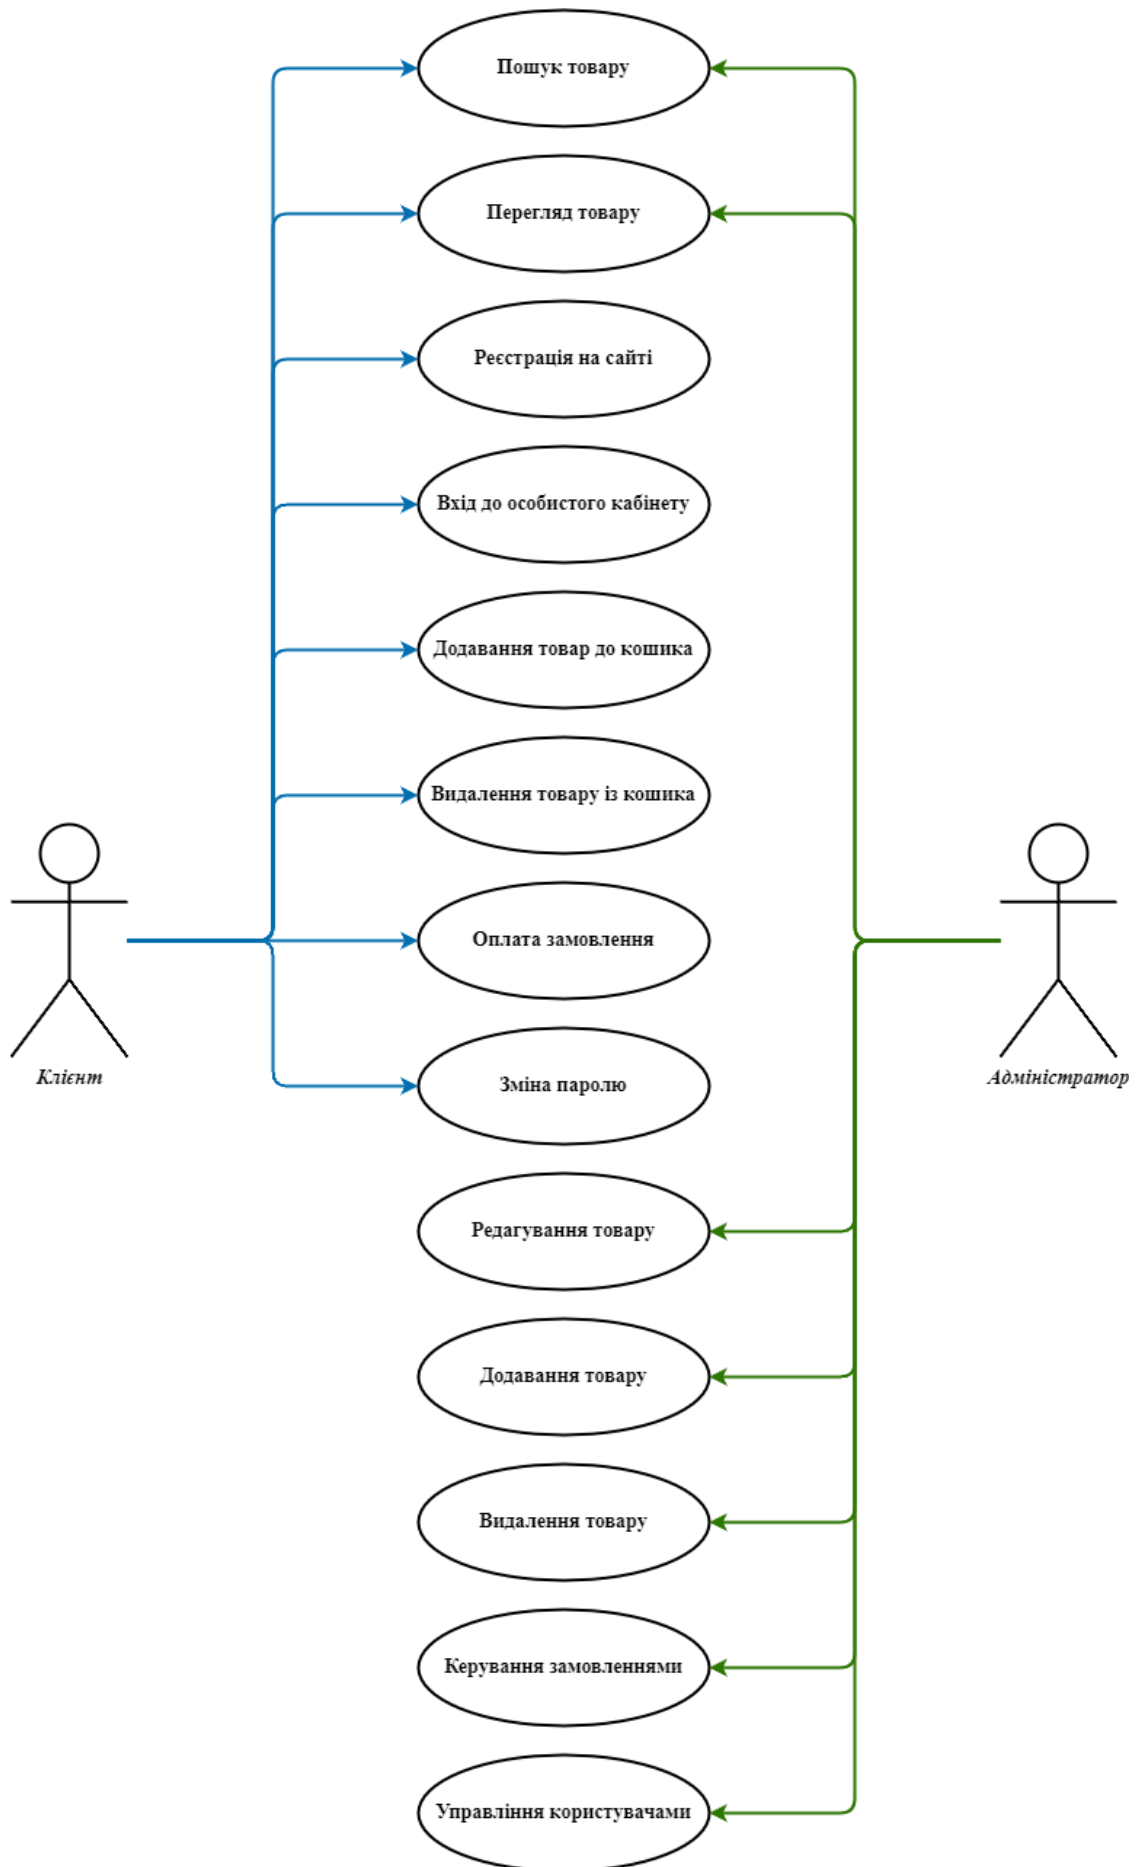 Пошук товару
Перегляд товару
Реєстрація на сайті
Вхід до особистого кабінету
Додавання товар до кошика
Видалення товару із кошика
Оплата замовлення
Клієнт
Зміна паролю
Адміністратор
Редагування товару
Додавання товару
Видалення товару
Керування замовленнями
Управління користувачами